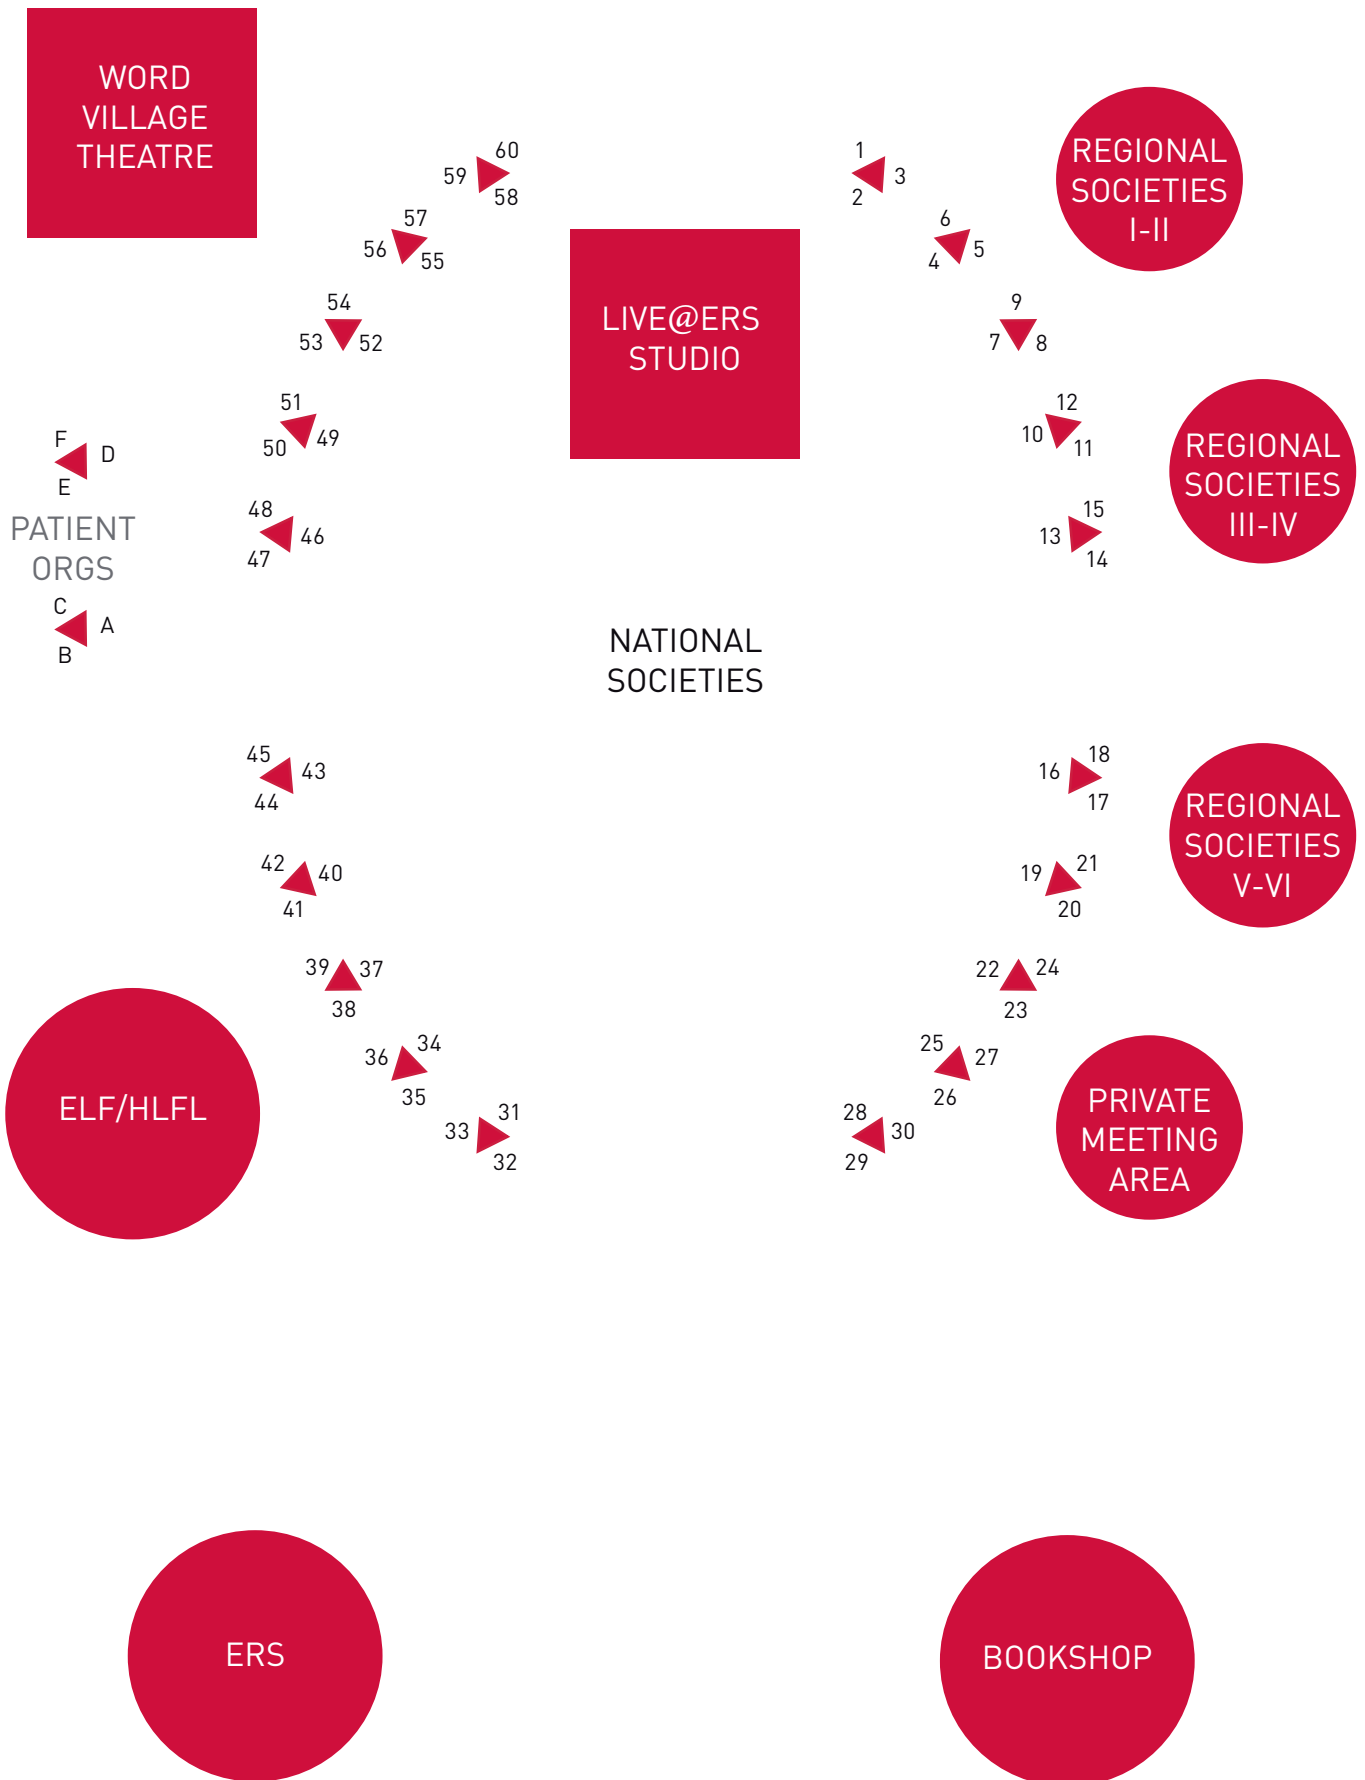 WORD
VILLAGE
THEATRE
60
59
58
1
3
2
REGIONAL
SOCIETIES
I-II
57
56
55
6
5
4
LIVE@ERS
STUDIO
54
53
52
9
7
8
51
50
49
12
10
11
REGIONAL
SOCIETIES
III-IV
F
D
E
PATIENT
ORGS
C
A
B
48
46
47
15
13
14
NATIONAL
SOCIETIES
45
43
44
18
16
17
REGIONAL
SOCIETIES
V-VI
42
40
41
21
19
20
39
37
38
22
24
23
36
34
35
25
27
26
ELF/HLFL
33
31
32
28
30
29
PRIVATE
MEETING
AREA
ERS
BOOKSHOP